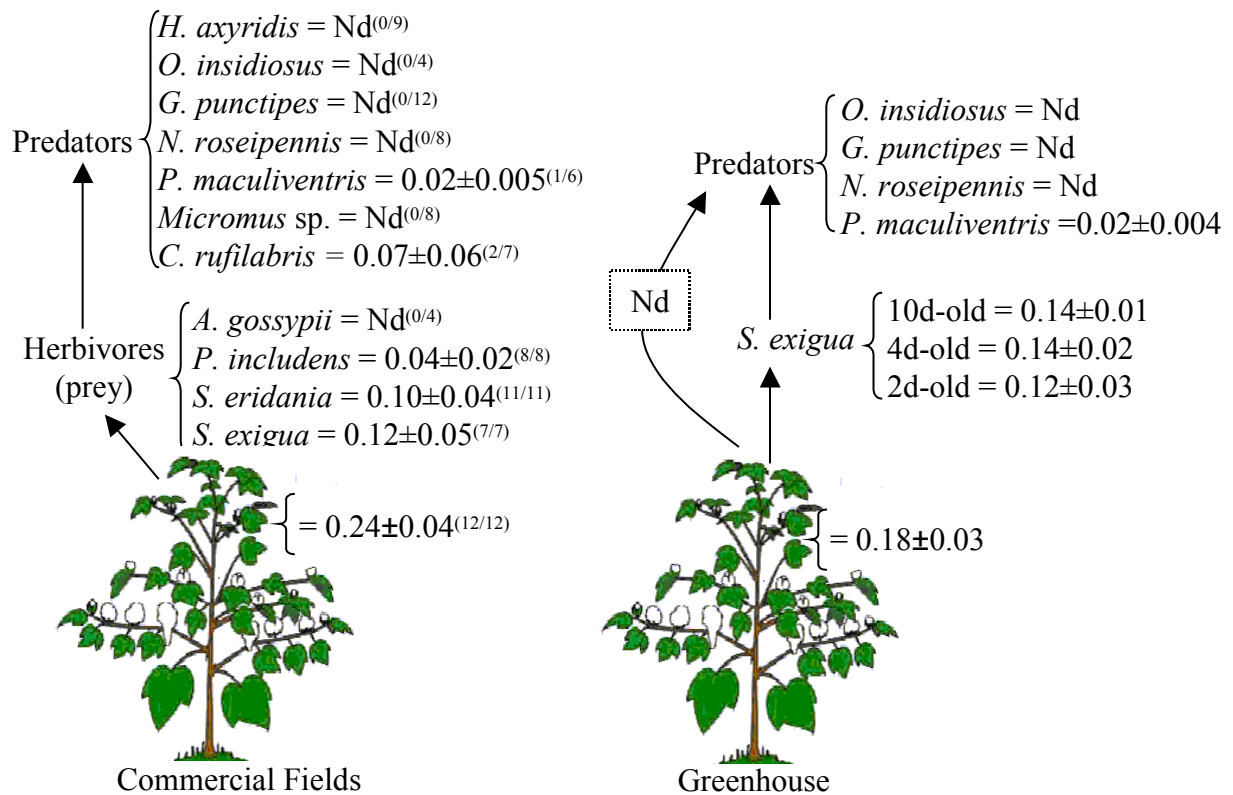 H. axyridis = Nd(0/9)
O. insidiosus = Nd(0/4)
G. punctipes = Nd(0/12)
Predators
N. roseipennis = Nd(0/8)
P. maculiventris = 0.02±0.005(1/6)
Micromus sp. = Nd(0/8)
C. rufilabris = 0.07±0.06(2/7)
Herbivores
(prey)
A. gossypii = Nd(0/4)
P. includens = 0.04±0.02(8/8)
S. eridania = 0.10±0.04(11/11)
S. exigua = 0.12±0.05(7/7)
= 0.24±0.04(12/12)
Commercial Fields
Predators
O. insidiosus = Nd
G. punctipes = Nd
N. roseipennis = Nd
P. maculiventris =0.02±0.004
Nd
S. exigua
10d-old = 0.14±0.01
4d-old = 0.14±0.02
2d-old = 0.12±0.03
= 0.18±0.03
Greenhouse